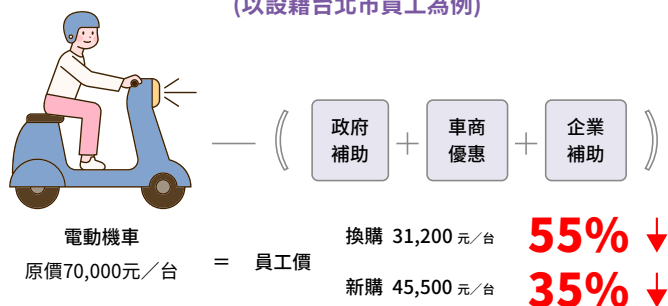 (以設籍台北市員工為例)
— ( 政府補助 + 車商優惠 + 企業補助 )
電動機車
原價70,000元／台
= 員工價
換購 31,200 元／台 55% ↓
新購 45,500 元／台 35% ↓